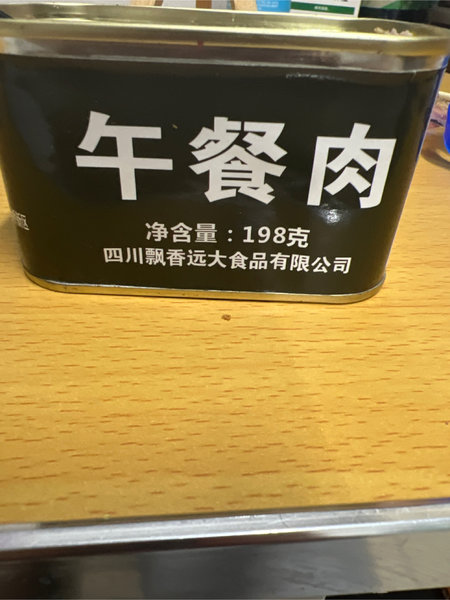 午餐肉
净含量：198克
四川飘香远大食品有限公司